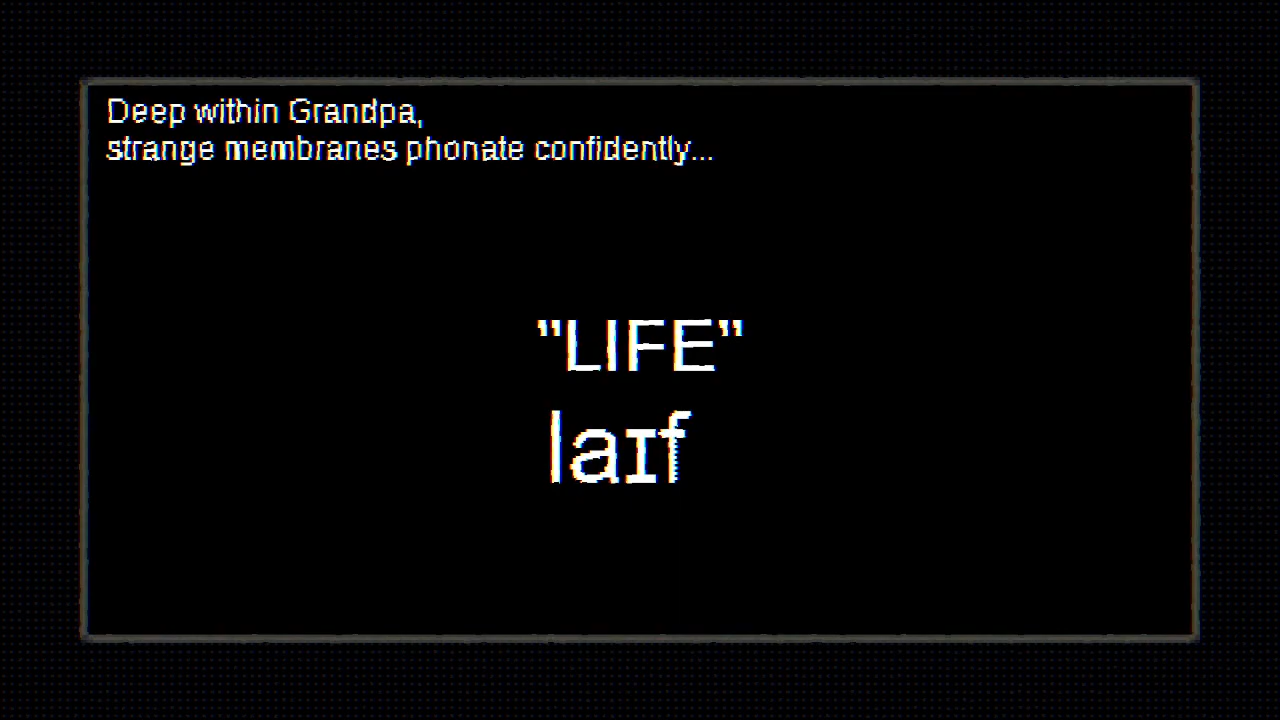 Deep within Grandpa,
strange membranes phonate confidently...
"LIFE"
laɪf